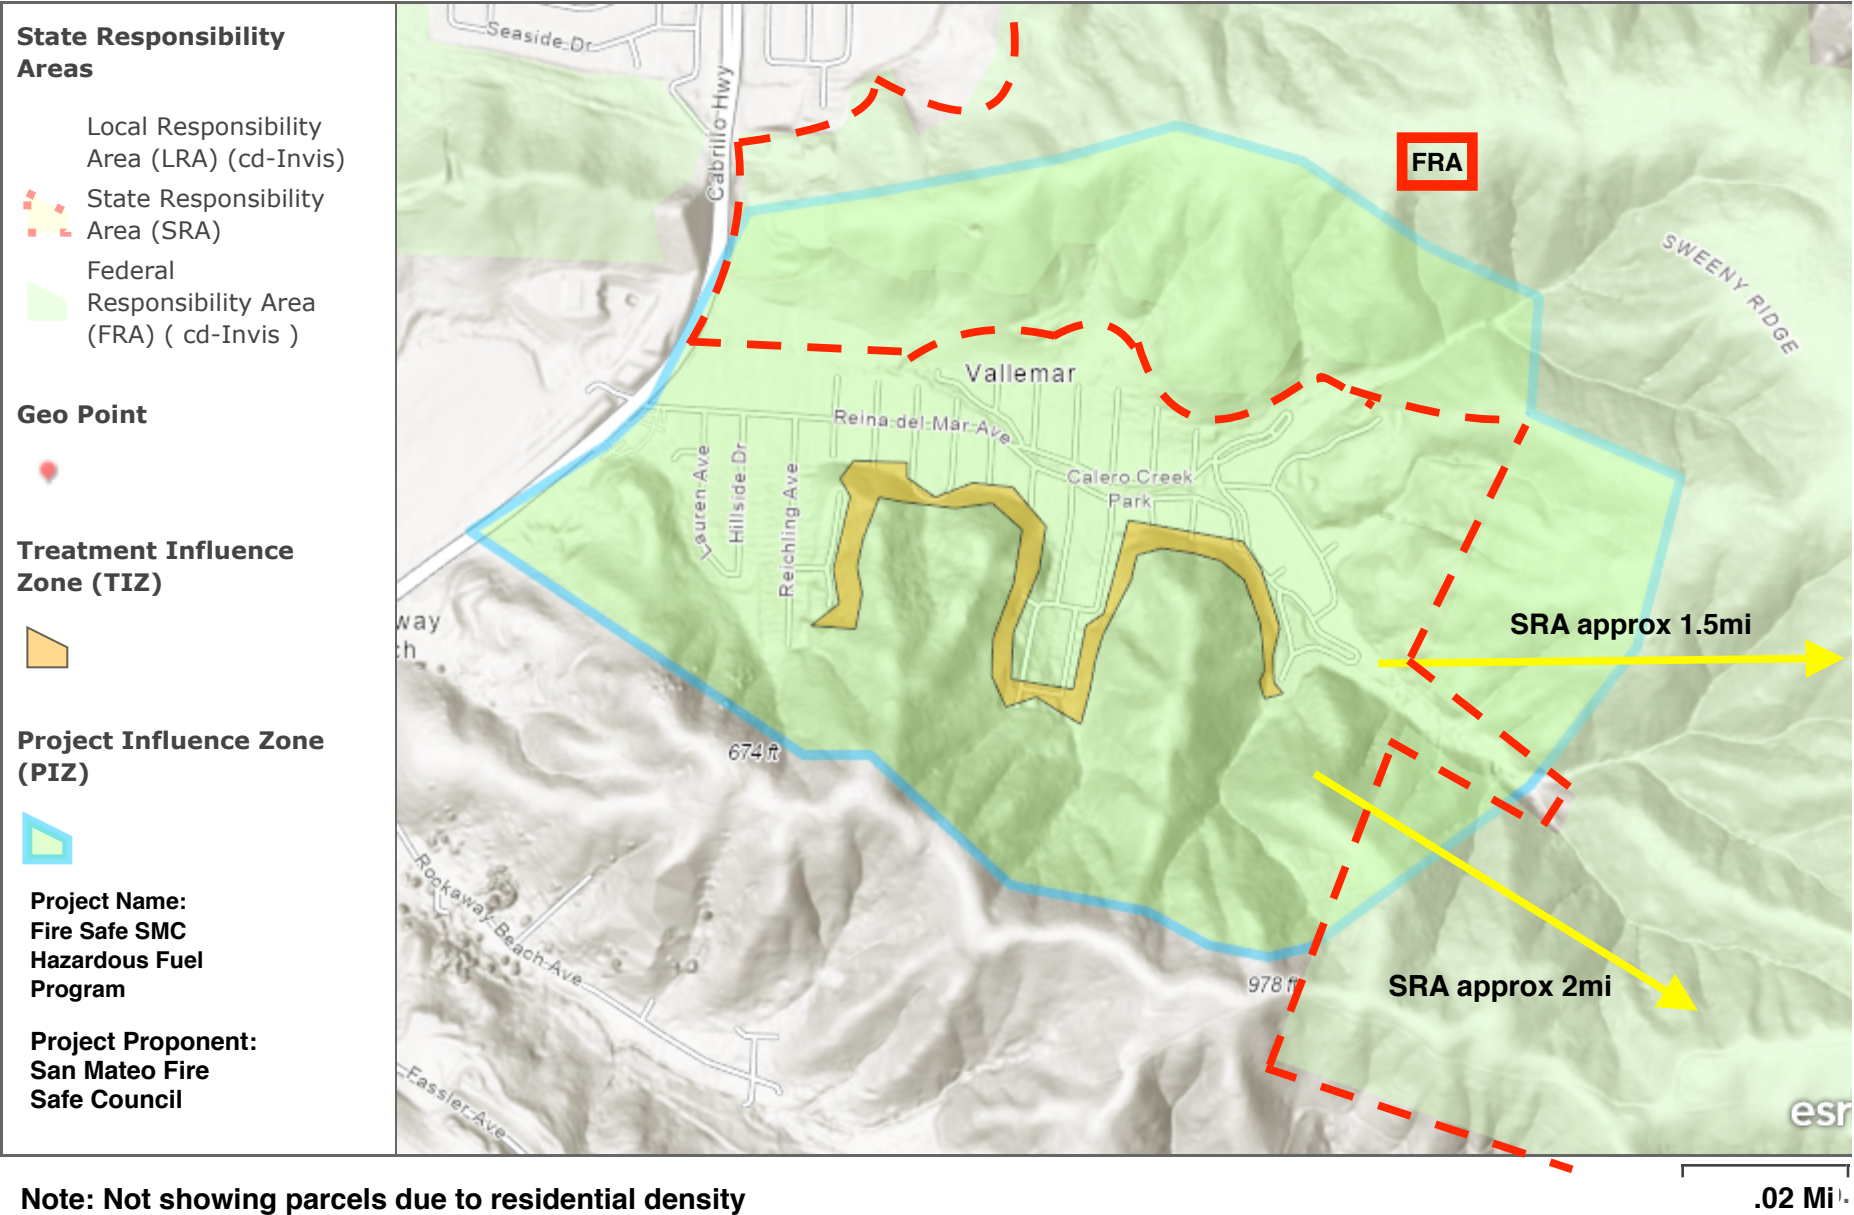 State Responsibility
Areas
Local Responsibility
Area (LRA) (cd-Invis)
State Responsibility
Area (SRA)
Federal
Responsibility Area
(FRA) ( cd-Invis )
Geo Point
Treatment Influence
Zone (TIZ)
Project Influence Zone
(PIZ)
Project Name:
Fire Safe SMC
Hazardous Fuel
Program
Project Proponent:
San Mateo Fire
Safe Council
Seaside Dr
Cabrillo Hwy
FRA
SWEENY RIDGE
Vallemar
Reina del Mar Ave
Calero Creek
Park
Lauren Ave
Hillside Dr
Reichling Ave
way
ch
SRA approx 1.5mi
674 ft
Rockaway Beach Ave
978 ft
SRA approx 2mi
Fassler Ave
esr
.02 Mi
Note: Not showing parcels due to residential density